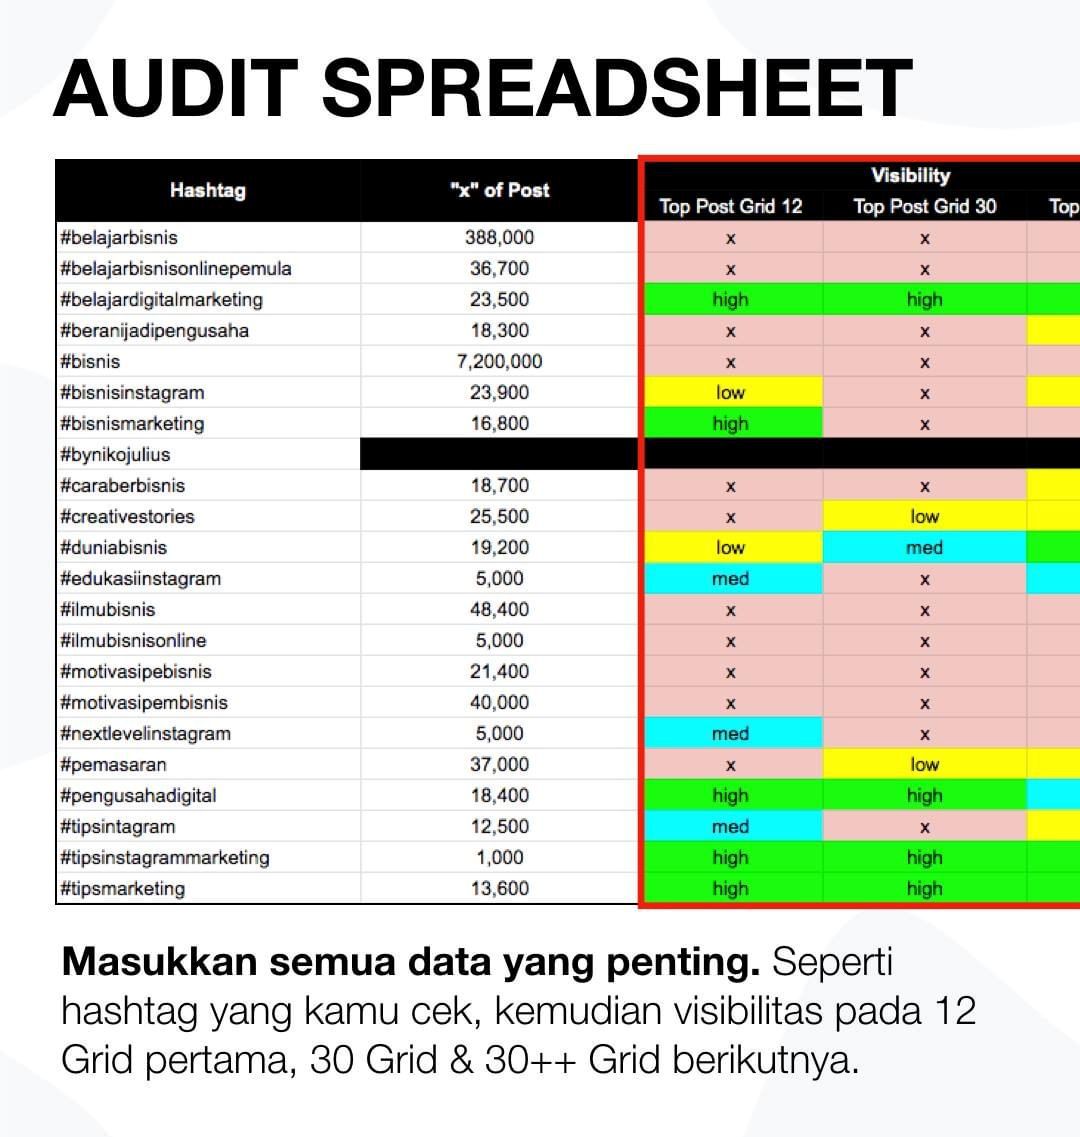 AUDIT SPREADSHEET
Hashtag "x" of Post Visibility
Top Post Grid 12 Top Post Grid 30 Top
#belajarbisnis 388,000 x x
#belajarbisnisonlinepemula 36,700 x x
#belajardigitalmarketing 23,500 high high
#beranijadipengusaha 18,300 x x
#bisnis 7,200,000 x x
#bisnisinstagram 23,900 low x
#bisnismarketing 16,800 high x
#bynikojulius
#caraberbisnis 18,700 x x
#creativestories 25,500 x low
#duniabisnis 19,200 low med
#edukasiinstagram 5,000 med x
#ilmubisnis 48,400 x x
#ilmubisnisonline 5,000 x x
#motivasipebisnis 21,400 x x
#motivasipembisnis 40,000 x x
#nextlevelinstagram 5,000 med x
#pemasaran 37,000 x low
#pengusahadigital 18,400 high high
#tipsintagram 12,500 med x
#tipsinstagrammarketing 1,000 high high
#tipsmarketing 13,600 high high
Masukkan semua data yang penting. Seperti
hashtag yang kamu cek, kemudian visibilitas pada 12
Grid pertama, 30 Grid & 30++ Grid berikutnya.